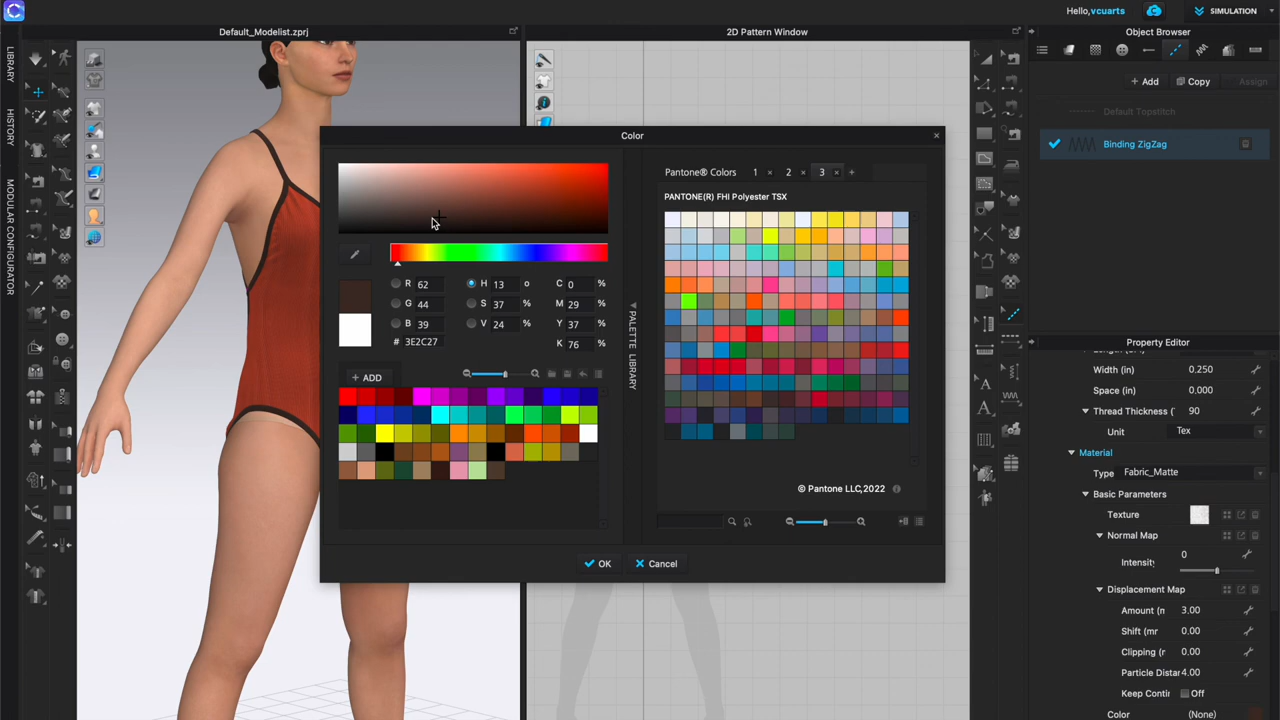 Hello,vcuarts
SIMULATION
Default_Modelist.zprj
2D Pattern Window
Object Browser
LIBRARY
HISTORY
MODULAR CONFIGURATOR
+ Add
Copy
Assign
Default Topstitch
Binding ZigZag
Color
Pantone® Colors 1 × 2 × 3 × +
PANTONE(R) FHI Polyester TSX
R 62 H 13 o C 0 %
G 44 S 37 % M 29 %
B 39 V 24 % Y 37 %
# 3E2C27 K 76 %
+ ADD
PALETTE LIBRARY
© Pantone LLC,2022
OK
Cancel
Property Editor
Width (in) 0.250
Space (in) 0.000
Thread Thickness ( 90
Unit Tex
Material
Type Fabric_Matte
Basic Parameters
Texture
Normal Map
Intensity 0
Displacement Map
Amount (m 3.00
Shift (mr 0.00
Clipping (r 0.00
Particle Distar 4.00
Keep Conti Off
Color (None)